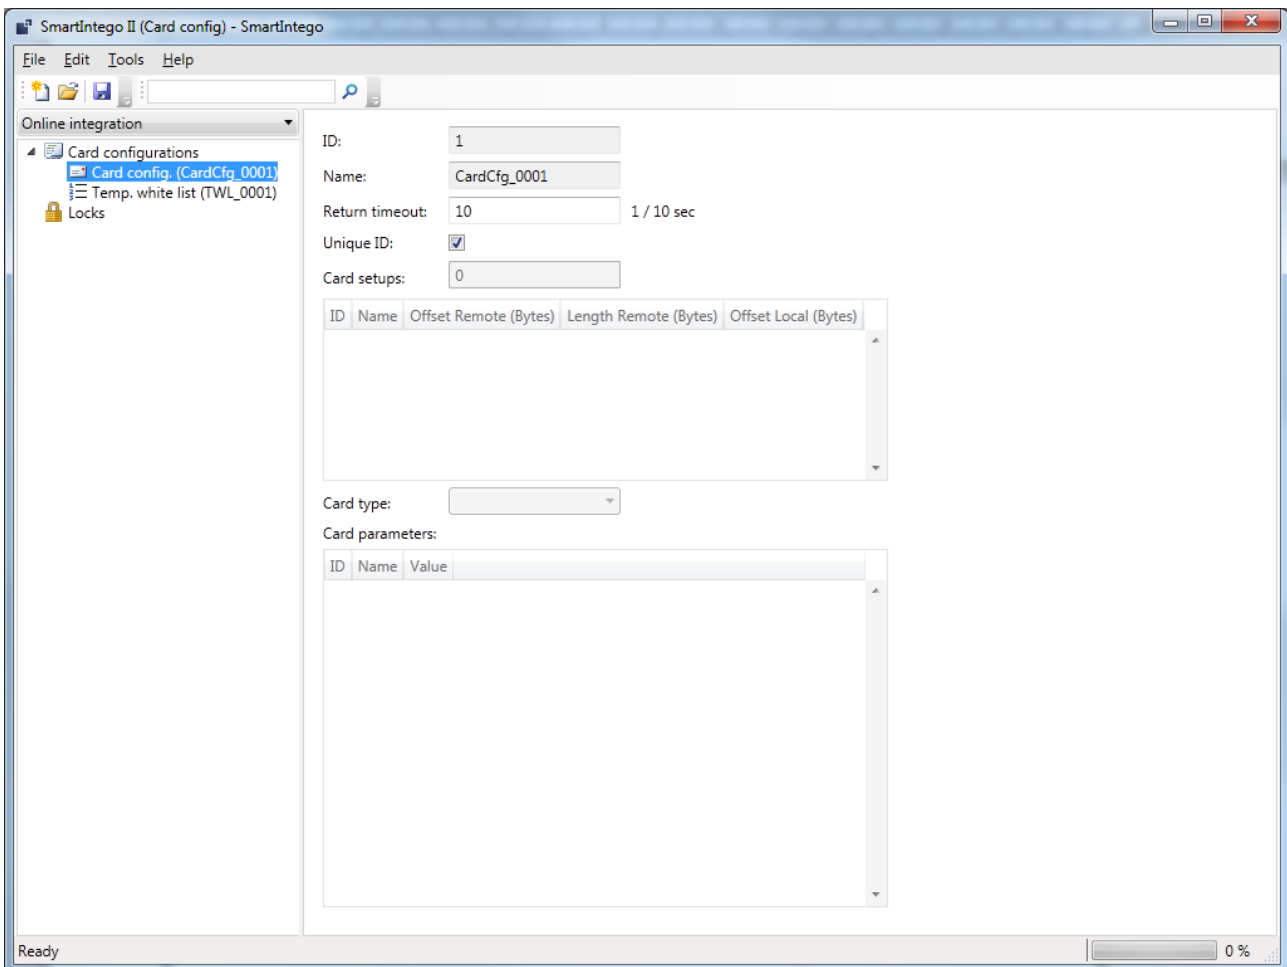 SmartIntego II (Card config) - SmartIntego
File Edit Tools Help
Online integration
Card configurations
Card config. (CardCfg_0001)
Temp. white list (TWL_0001)
Locks
ID: 1
Name: CardCfg_0001
Return timeout: 10 1 / 10 sec
Unique ID:
Card setups: 0
ID Name Offset Remote (Bytes) Length Remote (Bytes) Offset Local (Bytes)
Card type:
Card parameters:
ID Name Value
Ready 0 %